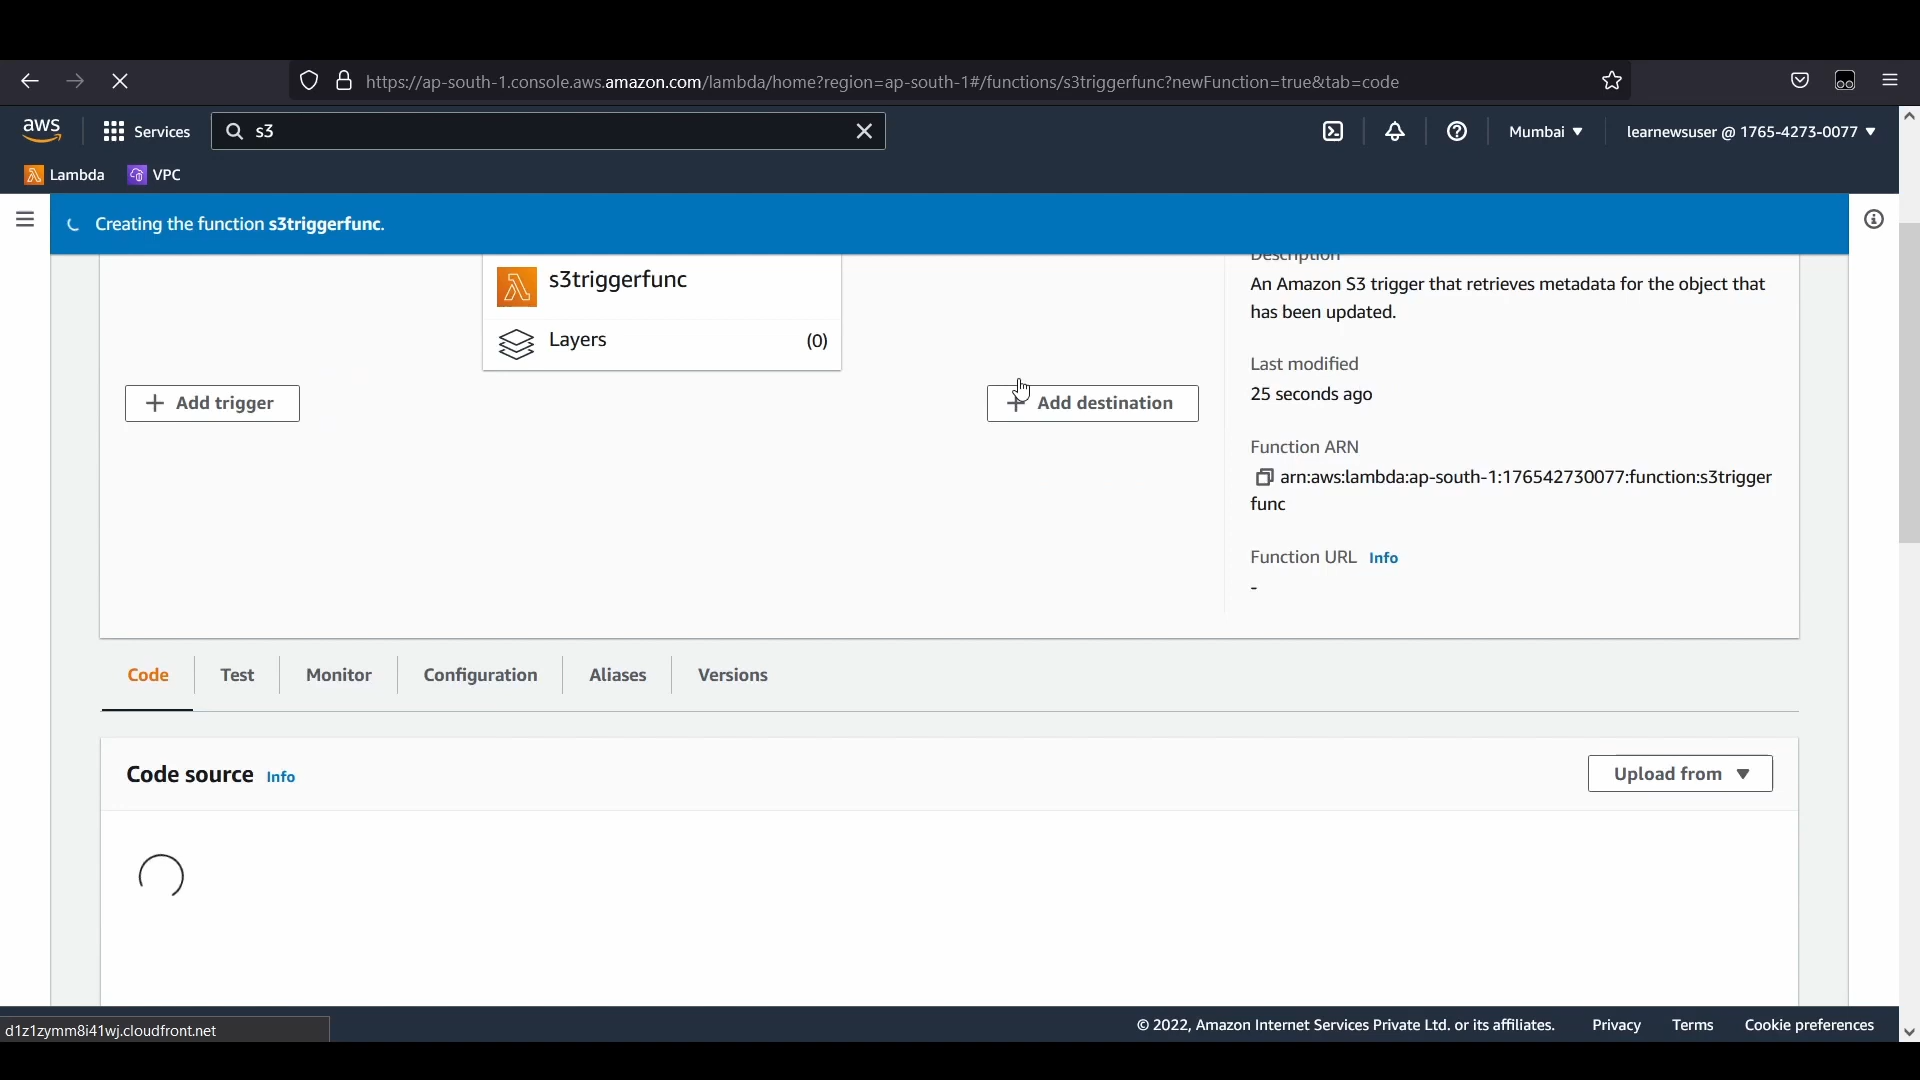 https://ap-south-1.console.aws.amazon.com/lambda/home?region=ap-south-1#/functions/s3triggerfunc?newFunction=true&tab=code
aws Services s3 Mumbai learnewsuser @ 1765-4273-0077
Lambda VPC
Creating the function s3triggerfunc.
Description
s3triggerfunc
An Amazon S3 trigger that retrieves metadata for the object that
has been updated.
Layers (0)
Last modified
25 seconds ago
+ Add trigger
+ Add destination
Function ARN
arn:aws:lambda:ap-south-1:176542730077:function:s3trigger
func
Function URL Info
-
Code Test Monitor Configuration Aliases Versions
Code source Info
Upload from
d1z1zymm8i41wj.cloudfront.net
© 2022, Amazon Internet Services Private Ltd. or its affiliates. Privacy Terms Cookie preferences